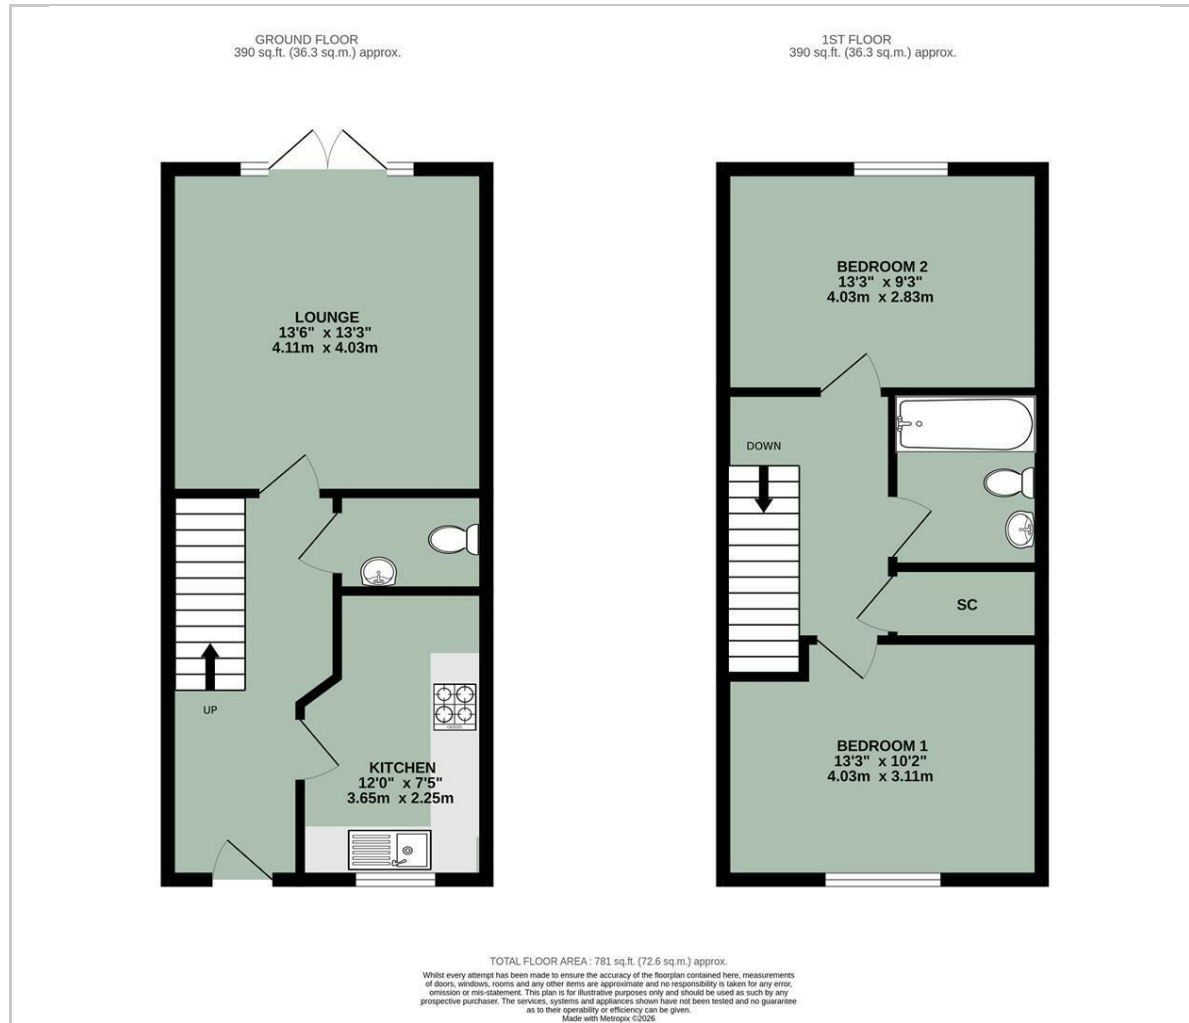 GROUND FLOOR
390 sq.ft. (36.3 sq.m.) approx.
1ST FLOOR
390 sq.ft. (36.3 sq.m.) approx.
LOUNGE
13'6" x 13'3"
4.11m x 4.03m
UP
KITCHEN
12'0" x 7'5"
3.65m x 2.25m
BEDROOM 2
13'3" x 9'3"
4.03m x 2.83m
DOWN
SC
BEDROOM 1
13'3" x 10'2"
4.03m x 3.11m
TOTAL FLOOR AREA : 781 sq.ft. (72.6 sq.m.) approx.
Whilst every attempt has been made to ensure the accuracy of the floorplan contained here, measurements
of doors, windows, rooms and any other items are approximate and no responsibility is taken for any error,
omission or mis-statement. This plan is for illustrative purposes only and should be used as such by any
prospective purchaser. The services, systems and appliances shown have not been tested and no guarantee
as to their operability or efficiency can be given.
Made with Metropix ©2026